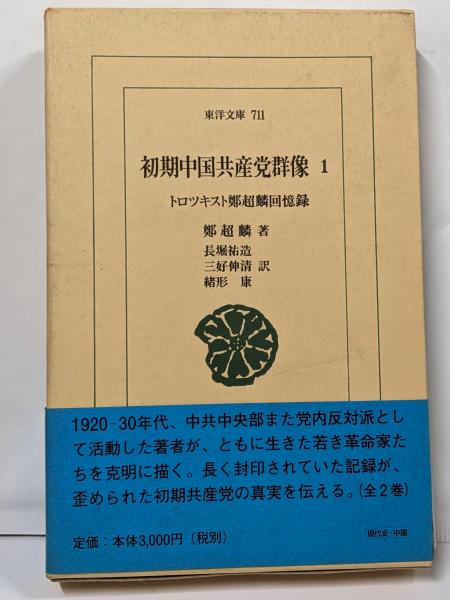 東洋文庫 711
初期中国共産党群像 1
トロツキスト鄭超麟回憶録
鄭超麟 著
長堀祐造
三好伸清 訳
緒形 康
1920-30年代、中共中央部また党内反対派とし
て活動した著者が、ともに生きた若き革命家た
ちを克明に描く。長く封印されていた記録が、
歪められた初期共産党の真実を伝える。(全2巻)
定価:本体3,000円(税別)
現代史・中国